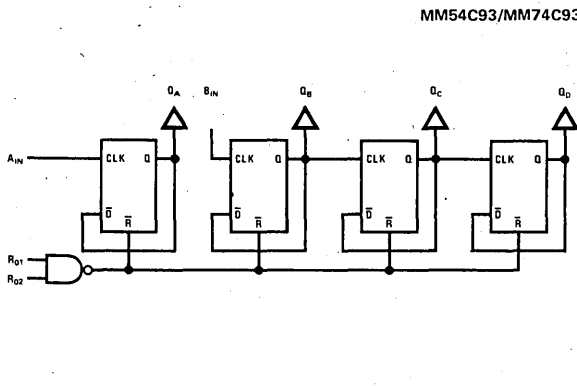 MM54C93/MM74C93
QA BIN QB QC QD
AIN CLK Q CLK Q CLK Q CLK Q
D̅ D̅ D̅ D̅
R̅ R̅ R̅ R̅
R01
R02